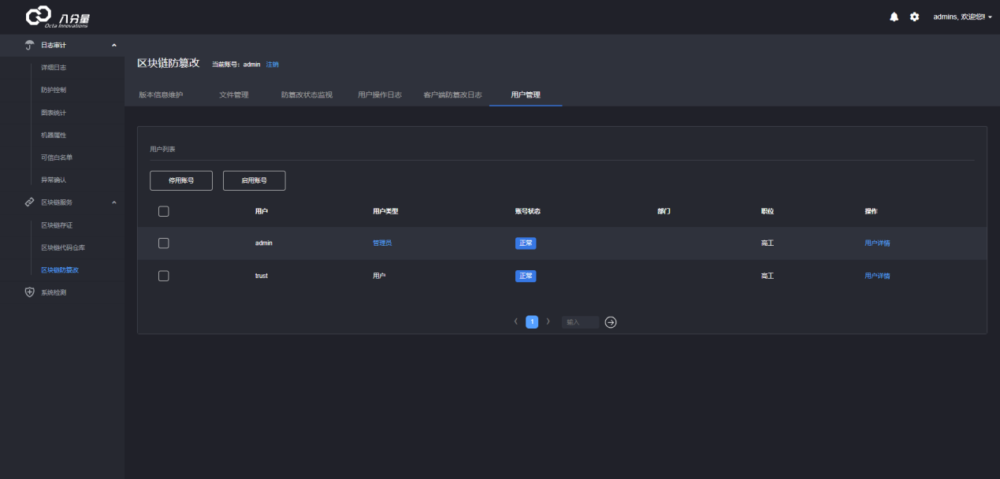 八分量
Octa Innovations
admins, 欢迎您!
日志审计
详细日志
防护控制
图表统计
机器属性
可信白名单
异常确认
区块链服务
区块链存证
区块链代码仓库
区块链防篡改
系统检测
区块链防篡改 当前账号: admin 注销
版本信息维护 文件管理 防篡改状态监视 用户操作日志 客户端防篡改日志 用户管理
用户列表
停用账号 启用账号
用户 用户类型 账号状态 部门 职位 操作
admin 管理员 正常 高工 用户详情
trust 用户 正常 高工 用户详情
1 输入